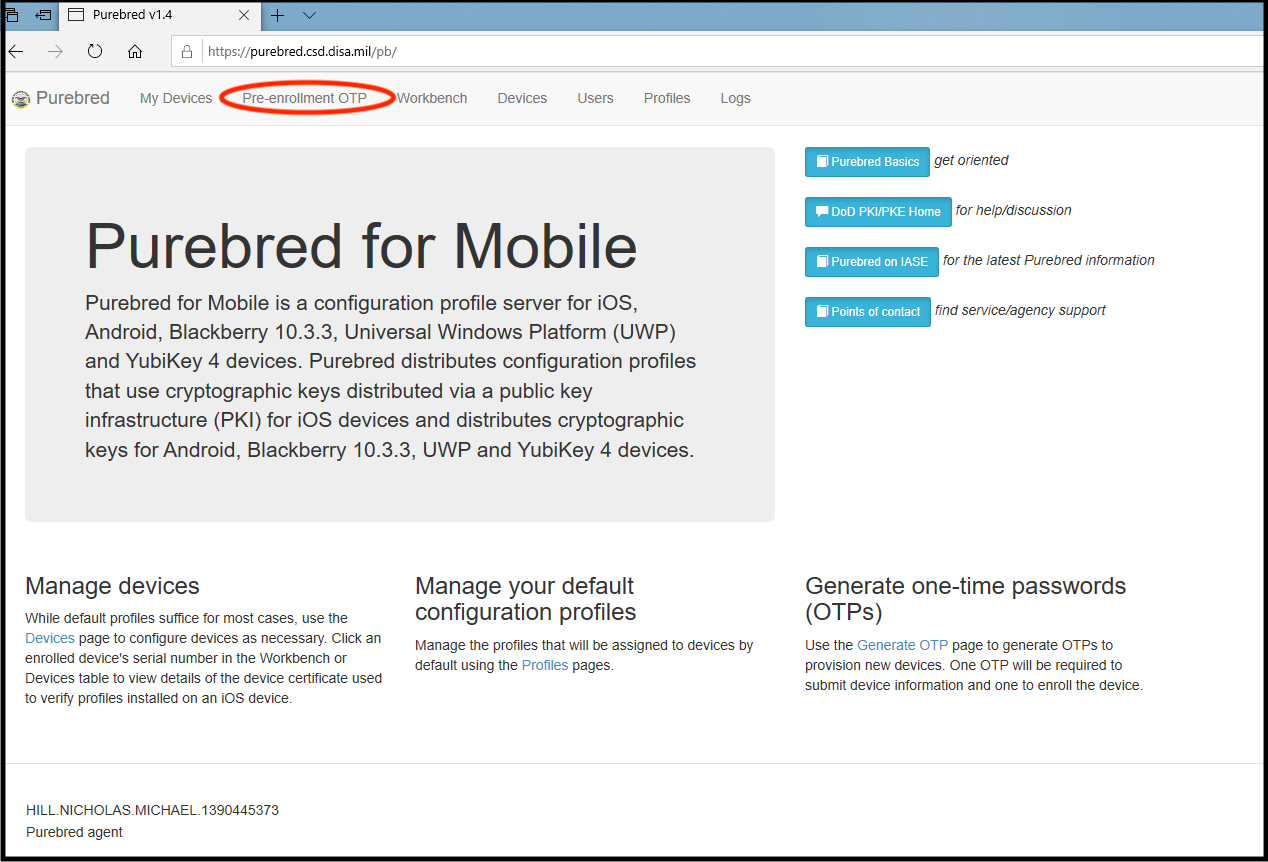 Purebred v1.4
https://purebred.csd.disa.mil/pb/
Purebred My Devices Pre-enrollment OTP Workbench Devices Users Profiles Logs
Purebred for Mobile
Purebred for Mobile is a configuration profile server for iOS,
Android, Blackberry 10.3.3, Universal Windows Platform (UWP)
and YubiKey 4 devices. Purebred distributes configuration profiles
that use cryptographic keys distributed via a public key
infrastructure (PKI) for iOS devices and distributes cryptographic
keys for Android, Blackberry 10.3.3, UWP and YubiKey 4 devices.
Purebred Basics get oriented
DoD PKI/PKE Home for help/discussion
Purebred on IASE for the latest Purebred information
Points of contact find service/agency support
Manage devices
While default profiles suffice for most cases, use the
Devices page to configure devices as necessary. Click an
enrolled device's serial number in the Workbench or
Devices table to view details of the device certificate used
to verify profiles installed on an iOS device.
Manage your default
configuration profiles
Manage the profiles that will be assigned to devices by
default using the Profiles pages.
Generate one-time passwords
(OTPs)
Use the Generate OTP page to generate OTPs to
provision new devices. One OTP will be required to
submit device information and one to enroll the device.
HILL.NICHOLAS.MICHAEL.1390445373
Purebred agent